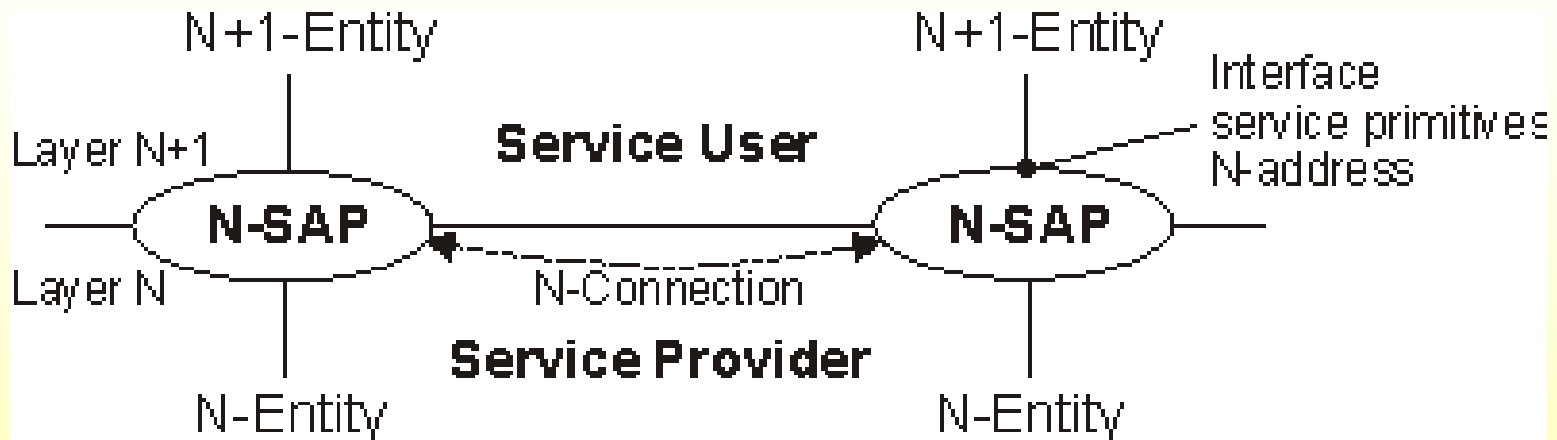 N+1-Entity
N+1-Entity
Interface
service primitives
N-address
Layer N+1
Service User
N-SAP
N-SAP
Layer N
N-Connection
Service Provider
N-Entity
N-Entity